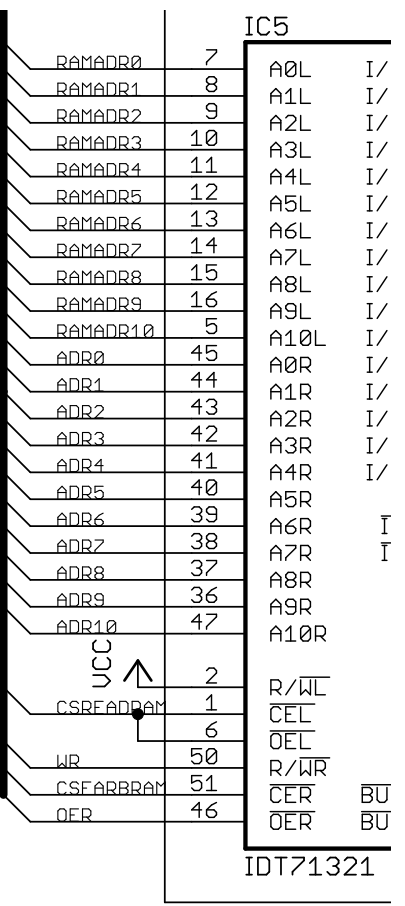 IC5
RAMADR0 7 A0L I/
RAMADR1 8 A1L I/
RAMADR2 9 A2L I/
RAMADR3 10 A3L I/
RAMADR4 11 A4L I/
RAMADR5 12 A5L I/
RAMADR6 13 A6L I/
RAMADR7 14 A7L I/
RAMADR8 15 A8L I/
RAMADR9 16 A9L I/
RAMADR10 5 A10L I/
ADR0 45 A0R I/
ADR1 44 A1R I/
ADR2 43 A2R I/
ADR3 42 A3R I/
ADR4 41 A4R I/
ADR5 40 A5R
ADR6 39 A6R I
ADR7 38 A7R I
ADR8 37 A8R
ADR9 36 A9R
ADR10 47 A10R
VCC
2 R/WL
CSREADRAM 1 CEL
6 OEL
WR 50 R/WR
CSFARBRAM 51 CER BU
OER 46 OER BU
IDT71321